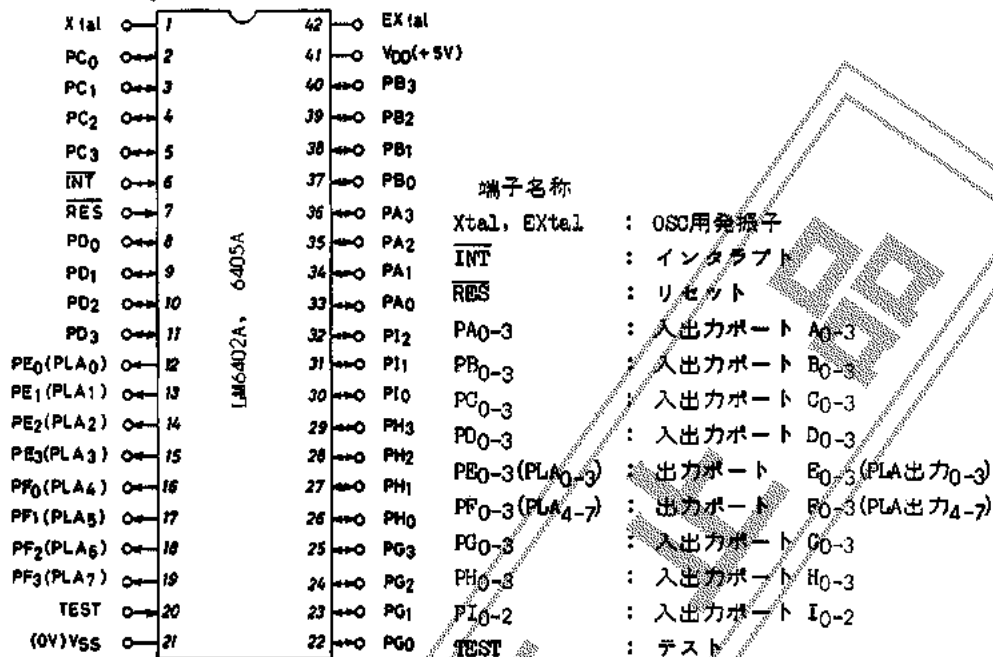 Xtal 1 42 EXtal
PC0 2 41 VDD(+5V)
PC1 3 40 PB3
PC2 4 39 PB2
PC3 5 38 PB1
INT 6 37 PB0
RES 7 36 PA3
PD0 8 35 PA2
PD1 9 34 PA1
PD2 10 33 PA0
PD3 11 32 PI2
PE0(PLA0) 12 31 PI1
PE1(PLA1) 13 30 PI0
PE2(PLA2) 14 29 PH3
PE3(PLA3) 15 28 PH2
PF0(PLA4) 16 27 PH1
PF1(PLA5) 17 26 PH0
PF2(PLA6) 18 25 PG3
PF3(PLA7) 19 24 PG2
TEST 20 23 PG1
(0V)VSS 21 22 PG0
LM6402A, 6405A
端子名称
Xtal, EXtal : OSC用発振子
INT : インタラプト
RES : リセット
PA0-3 : 入出力ポート A0-3
PB0-3 : 入出力ポート B0-3
PC0-3 : 入出力ポート C0-3
PD0-3 : 入出力ポート D0-3
PE0-3(PLA0-3) : 出力ポート E0-3(PLA出力0-3)
PF0-3(PLA4-7) : 出力ポート F0-3(PLA出力4-7)
PG0-3 : 入出力ポート G0-3
PH0-3 : 入出力ポート H0-3
PI0-2 : 入出力ポート I0-2
TEST : テスト